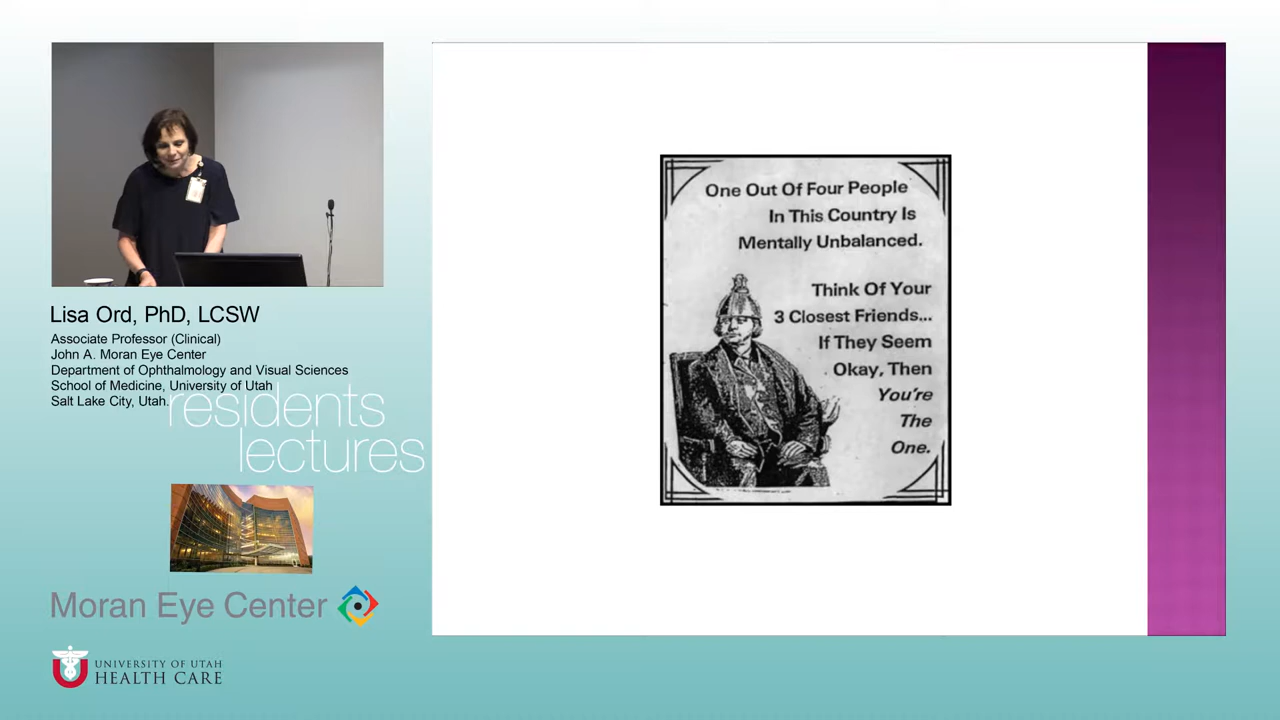 Lisa Ord, PhD, LCSW
Associate Professor (Clinical)
John A. Moran Eye Center
Department of Ophthalmology and Visual Sciences
School of Medicine, University of Utah
Salt Lake City, Utah.
residents
lectures
Moran Eye Center
UNIVERSITY OF UTAH
HEALTH CARE
One Out Of Four People
In This Country Is
Mentally Unbalanced.
Think Of Your
3 Closest Friends...
If They Seem
Okay, Then
You're
The
One.